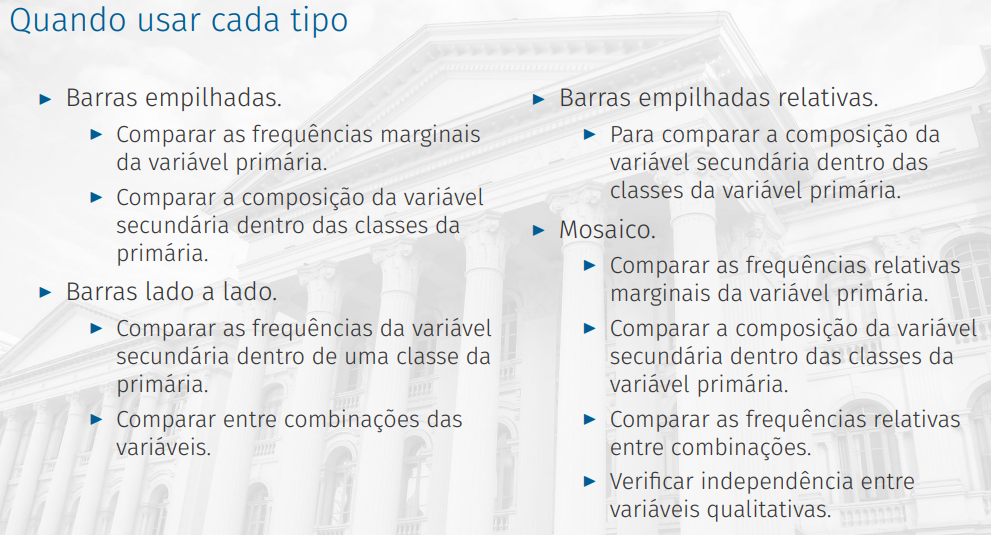 Quando usar cada tipo
► Barras empilhadas.
► Comparar as frequências marginais
da variável primária.
► Comparar a composição da variável
secundária dentro das classes da
primária.
► Barras lado a lado.
► Comparar as frequências da variável
secundária dentro de uma classe da
primária.
► Comparar entre combinações das
variáveis.
► Barras empilhadas relativas.
► Para comparar a composição da
variável secundária dentro das
classes da variável primária.
► Mosaico.
► Comparar as frequências relativas
marginais da variável primária.
► Comparar a composição da variável
secundária dentro das classes da
variável primária.
► Comparar as frequências relativas
entre combinações.
► Verificar independência entre
variáveis qualitativas.